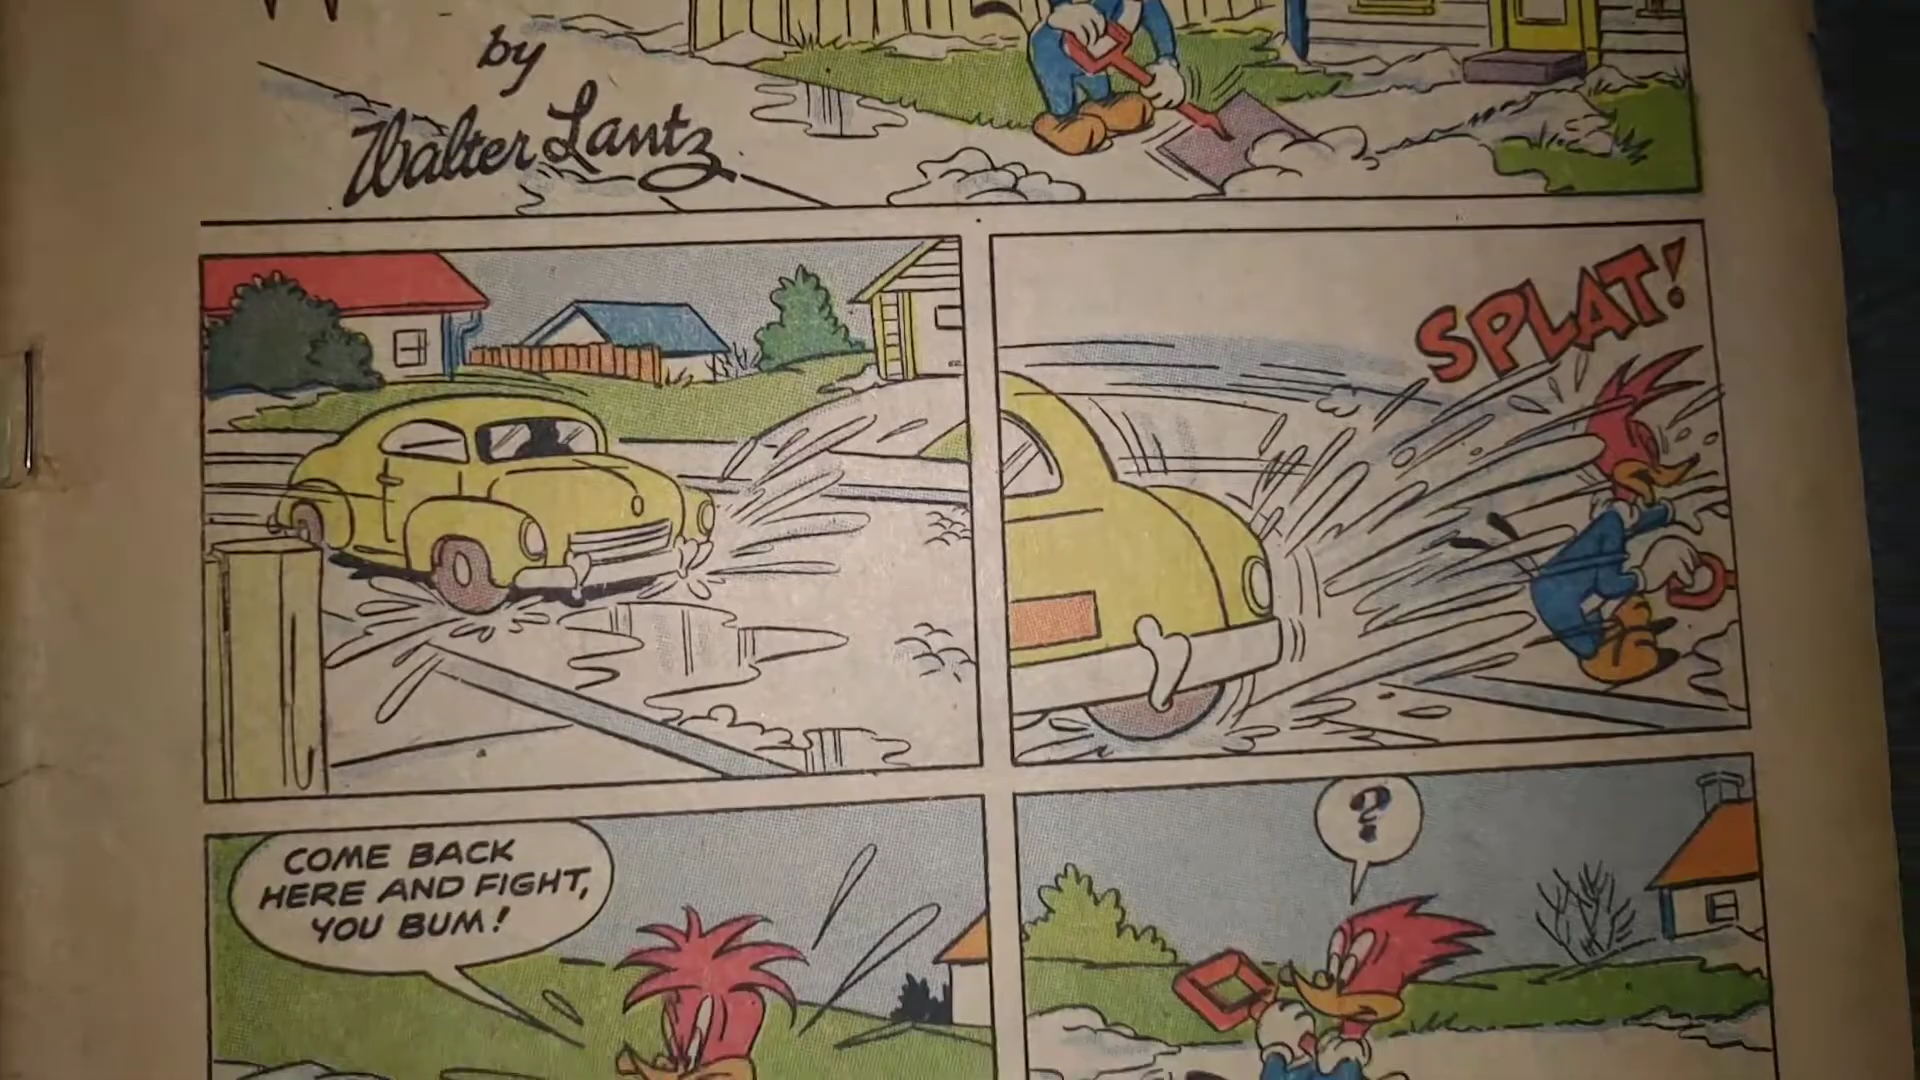 by
Walter Lantz
SPLAT!
COME BACK
HERE AND FIGHT,
YOU BUM!
?